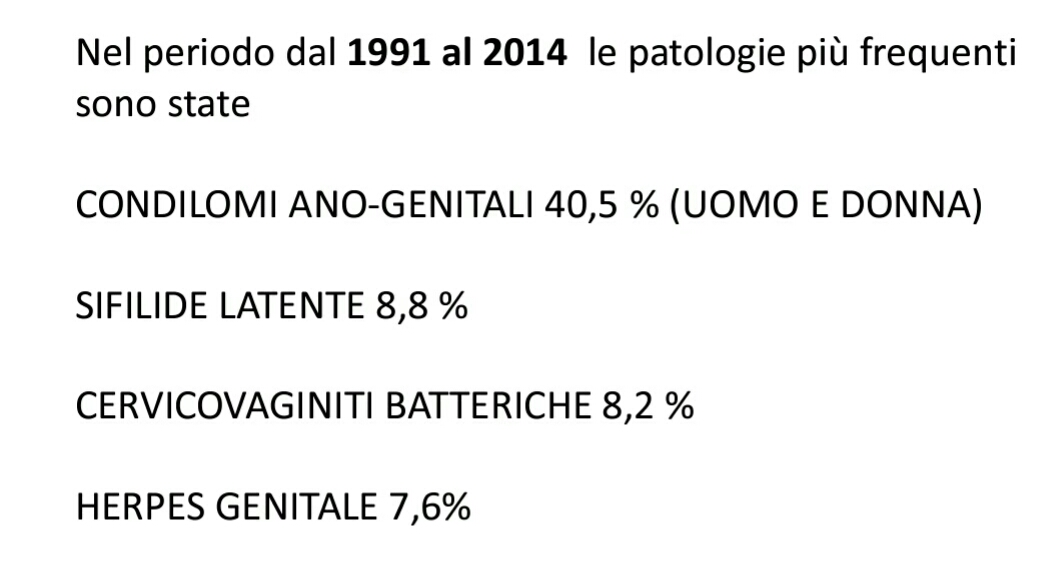 Nel periodo dal 1991 al 2014 le patologie più frequenti
sono state
CONDILOMI ANO-GENITALI 40,5 % (UOMO E DONNA)
SIFILIDE LATENTE 8,8 %
CERVICOVAGINITI BATTERICHE 8,2 %
HERPES GENITALE 7,6%